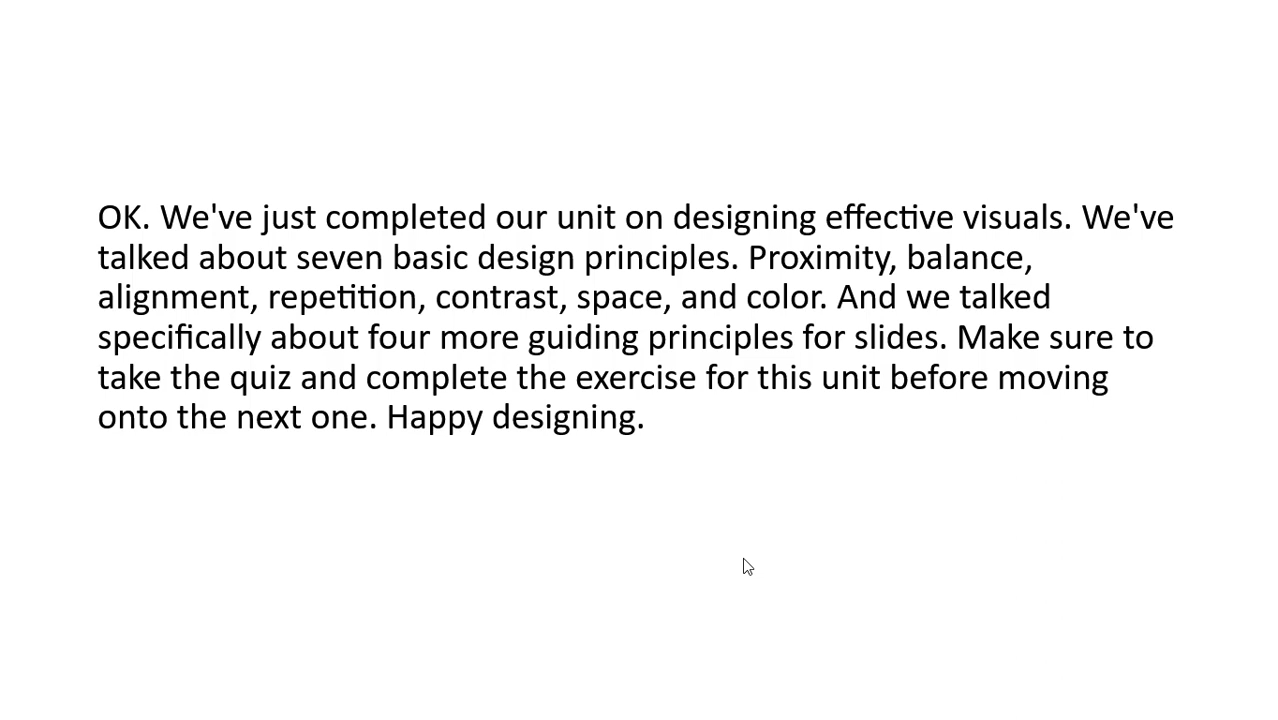 OK. We've just completed our unit on designing effective visuals. We've
talked about seven basic design principles. Proximity, balance,
alignment, repetition, contrast, space, and color. And we talked
specifically about four more guiding principles for slides. Make sure to
take the quiz and complete the exercise for this unit before moving
onto the next one. Happy designing.